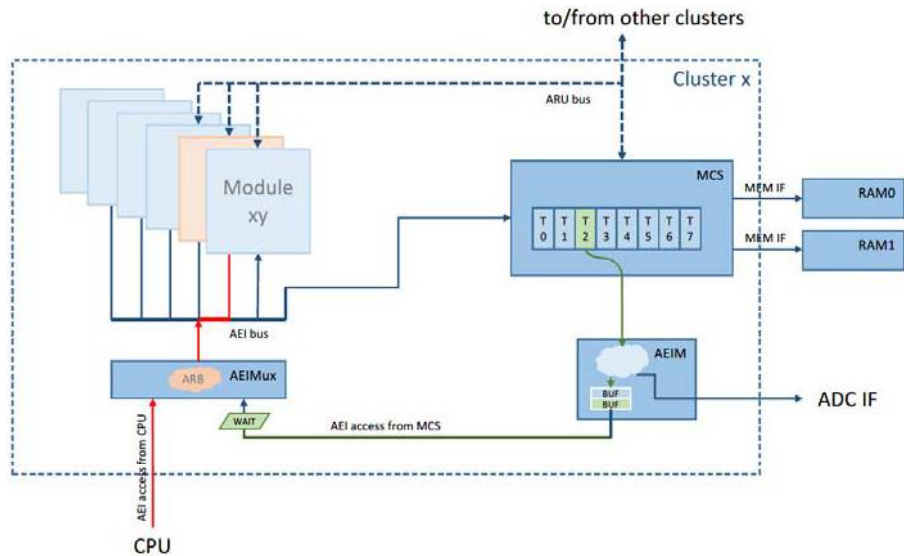 to/from other clusters
Cluster x
ARU bus
Module
xy
MCS
T T T T T T T T
0 1 2 3 4 5 6 7
MEM IF
RAM0
MEM IF
RAM1
AEI bus
ARB
AEIMux
AEIM
BUF
BUF
WAIT
AEI access from MCS
ADC IF
AEI access from CPU
CPU